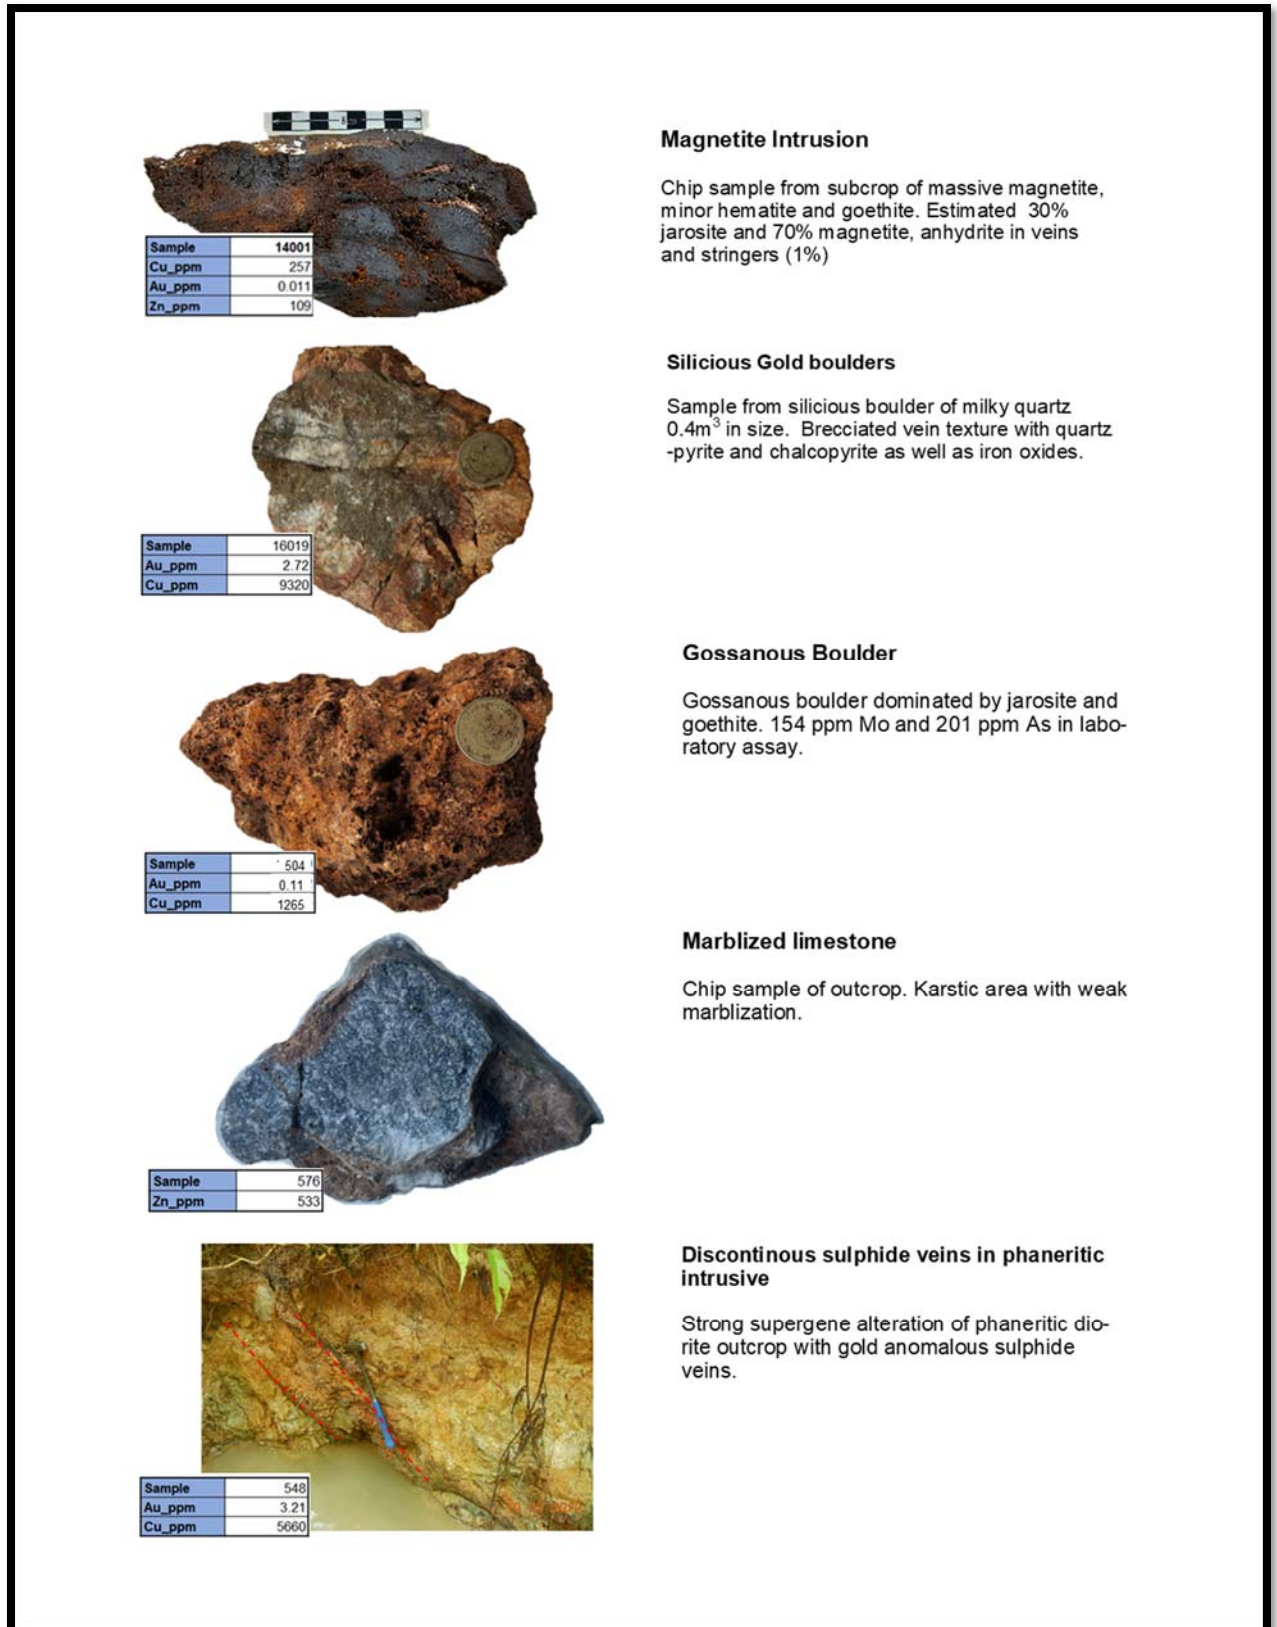 Magnetite Intrusion
Chip sample from subcrop of massive magnetite,
minor hematite and goethite. Estimated 30%
jarosite and 70% magnetite, anhydrite in veins
and stringers (1%)
Sample 14001
Cu_ppm 257
Au_ppm 0.011
Zn_ppm 109
Silicious Gold boulders
Sample from silicious boulder of milky quartz
0.4m³ in size. Brecciated vein texture with quartz
-pyrite and chalcopyrite as well as iron oxides.
Sample 16019
Au_ppm 2.72
Cu_ppm 9320
Gossanous Boulder
Gossanous boulder dominated by jarosite and
goethite. 154 ppm Mo and 201 ppm As in labo-
ratory assay.
Sample 504
Au_ppm 0.11
Cu_ppm 1265
Marblized limestone
Chip sample of outcrop. Karstic area with weak
marblization.
Sample 576
Zn_ppm 533
Discontinous sulphide veins in phaneritic
intrusive
Strong supergene alteration of phaneritic dio-
rite outcrop with gold anomalous sulphide
veins.
Sample 548
Au_ppm 3.21
Cu_ppm 5660